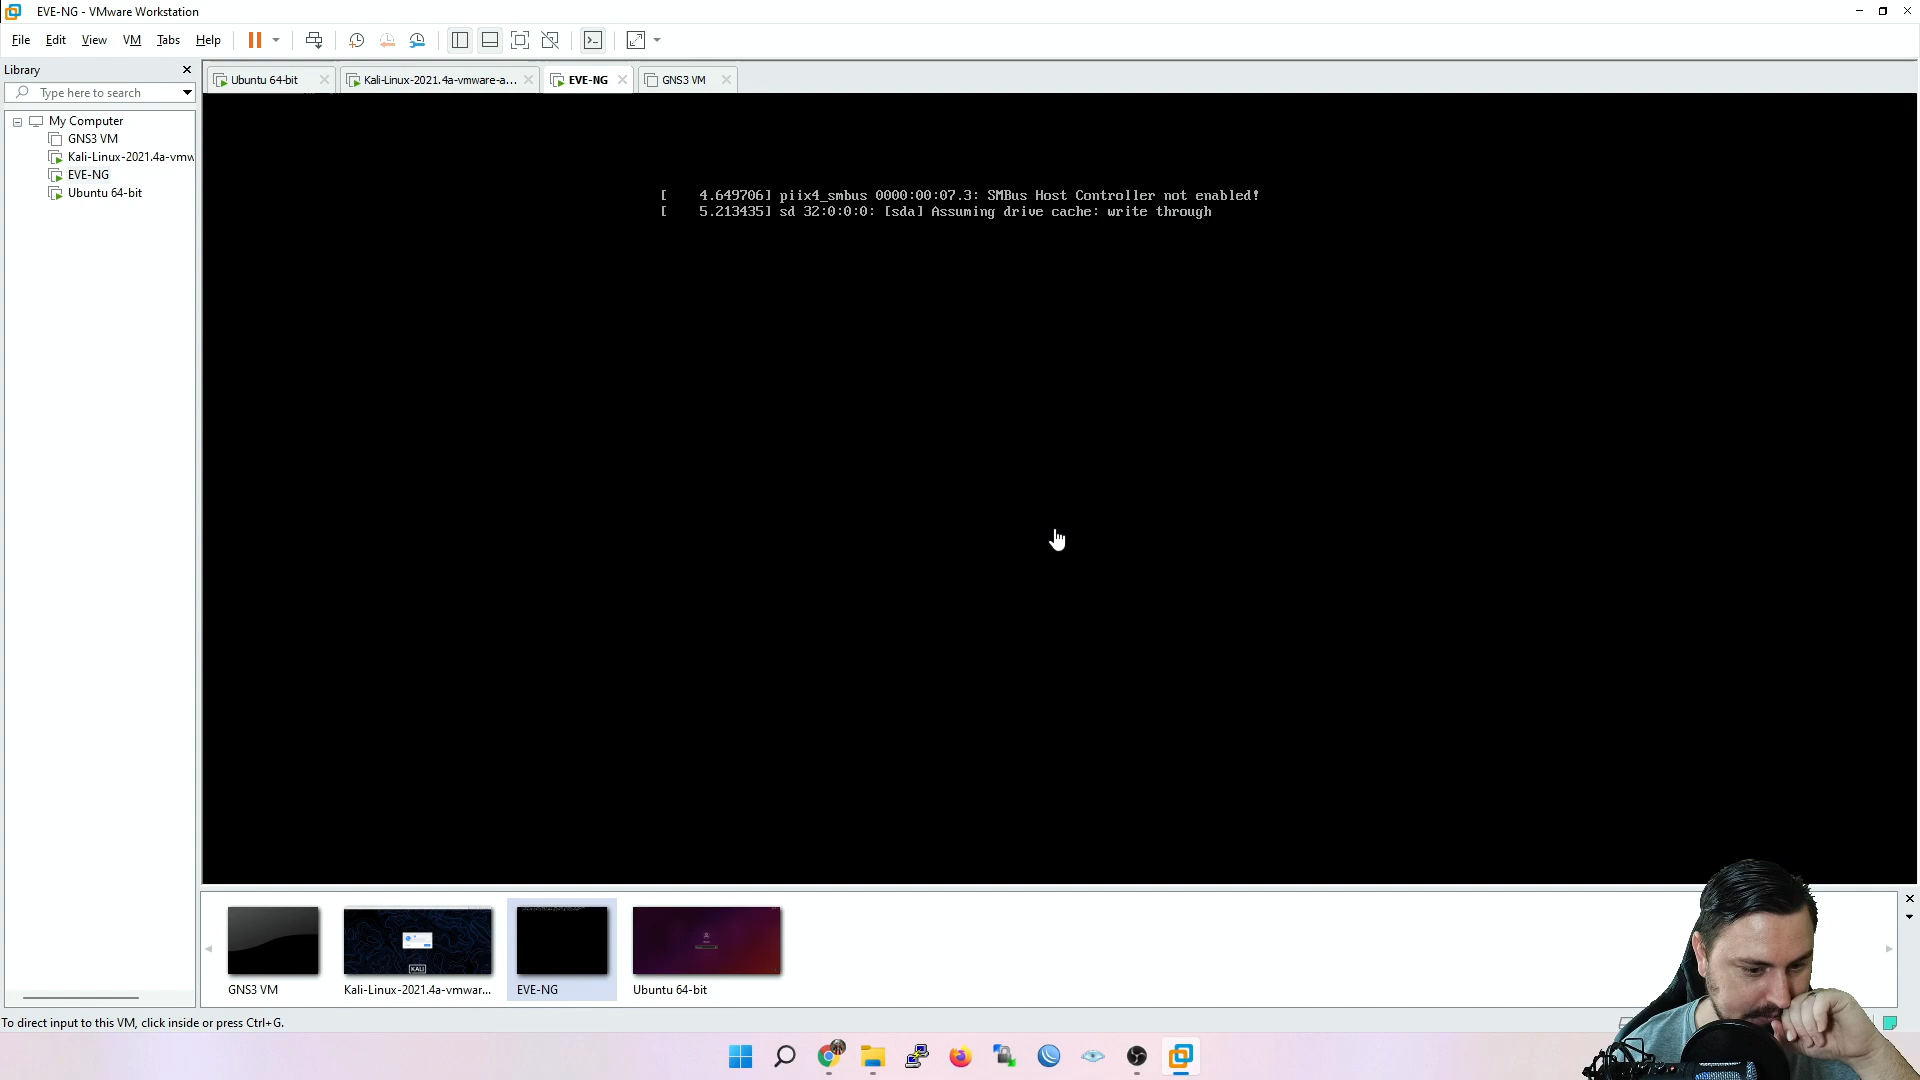 EVE-NG - VMware Workstation
File Edit View VM Tabs Help
Library
Type here to search
My Computer
GNS3 VM
Kali-Linux-2021.4a-vmw
EVE-NG
Ubuntu 64-bit
Ubuntu 64-bit Kali-Linux-2021.4a-vmware-a... EVE-NG GNS3 VM
[    4.649706] piix4_smbus 0000:00:07.3: SMBus Host Controller not enabled!
[    5.213435] sd 32:0:0:0: [sda] Assuming drive cache: write through
KALI
GNS3 VM Kali-Linux-2021.4a-vmwar... EVE-NG Ubuntu 64-bit
To direct input to this VM, click inside or press Ctrl+G.